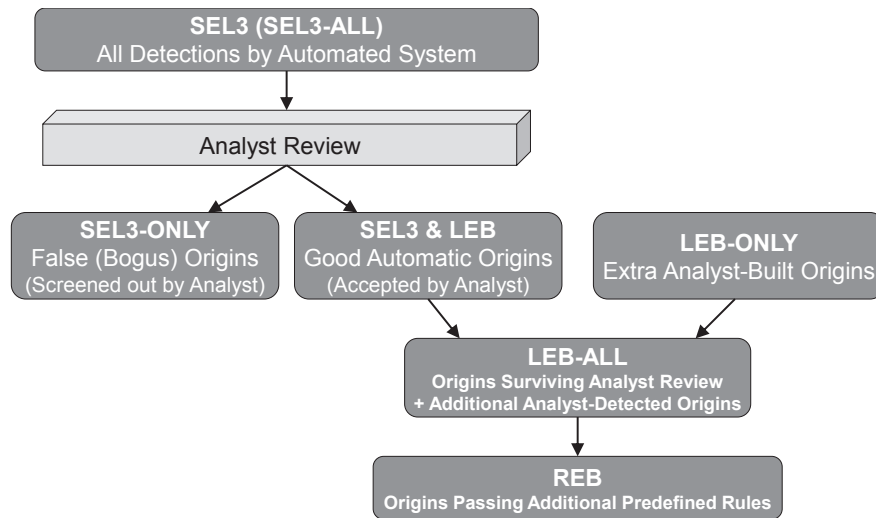 SEL3 (SEL3-ALL)
All Detections by Automated System
Analyst Review
SEL3-ONLY
False (Bogus) Origins
(Screened out by Analyst)
SEL3 & LEB
Good Automatic Origins
(Accepted by Analyst)
LEB-ONLY
Extra Analyst-Built Origins
LEB-ALL
Origins Surviving Analyst Review
+ Additional Analyst-Detected Origins
REB
Origins Passing Additional Predefined Rules